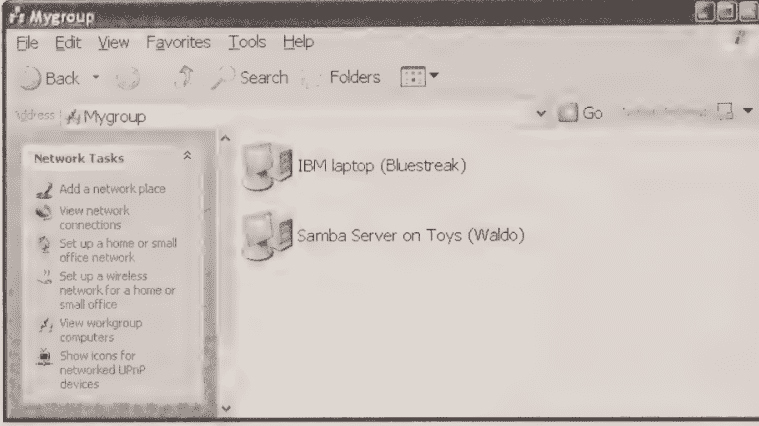 Mygroup
File Edit View Favorites Tools Help
Back Search Folders
Address Mygroup Go
Network Tasks
Add a network place
View network
connections
Set up a home or small
office network
Set up a wireless
network for a home or
small office
View workgroup
computers
Show icons for
networked UPnP
devices
IBM laptop (Bluestreak)
Samba Server on Toys (Waldo)